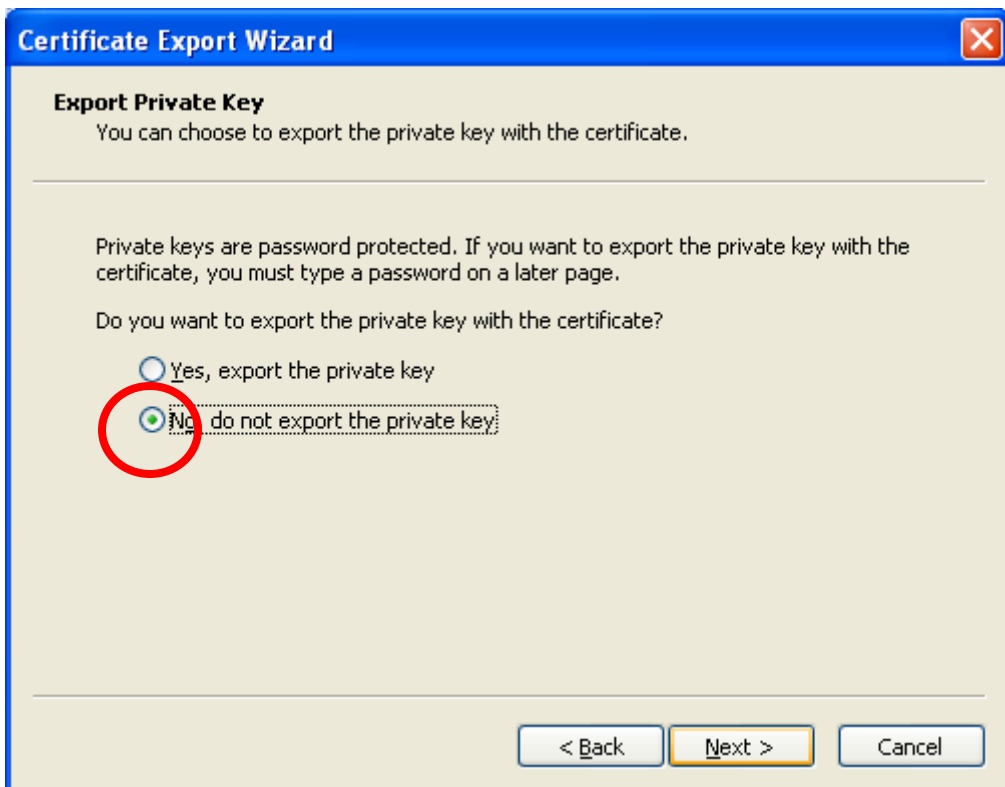 Certificate Export Wizard
Export Private Key
You can choose to export the private key with the certificate.
Private keys are password protected. If you want to export the private key with the
certificate, you must type a password on a later page.
Do you want to export the private key with the certificate?
Yes, export the private key
No, do not export the private key
< Back
Next >
Cancel